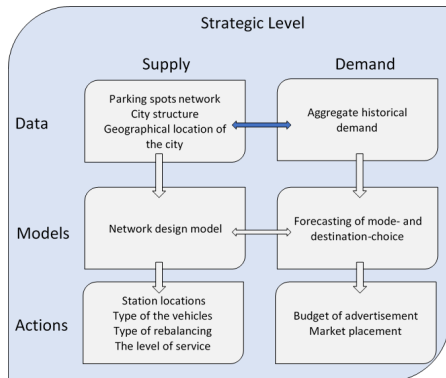 Strategic Level
Supply
Demand
Data
Parking spots network
City structure
Geographical location of
the city
Aggregate historical
demand
Models
Network design model
Forecasting of mode- and
destination-choice
Actions
Station locations
Type of the vehicles
Type of rebalancing
The level of service
Budget of advertisement
Market placement